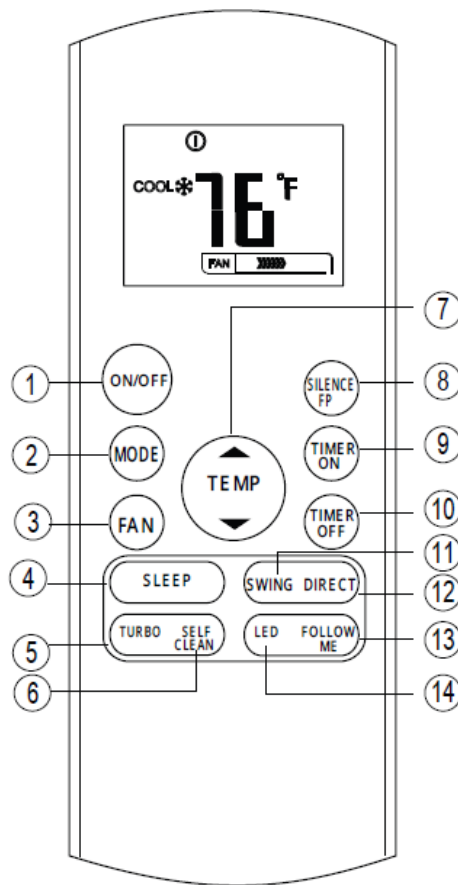 COOL 76 °F
FAN
7
1 ON/OFF
SILENCE
FP 8
2 MODE
TEMP
TIMER
ON 9
3 FAN
TIMER
OFF 10
11
4 SLEEP
SWING DIRECT 12
5 TURBO SELF
CLEAN
LED FOLLOW
ME 13
6
14